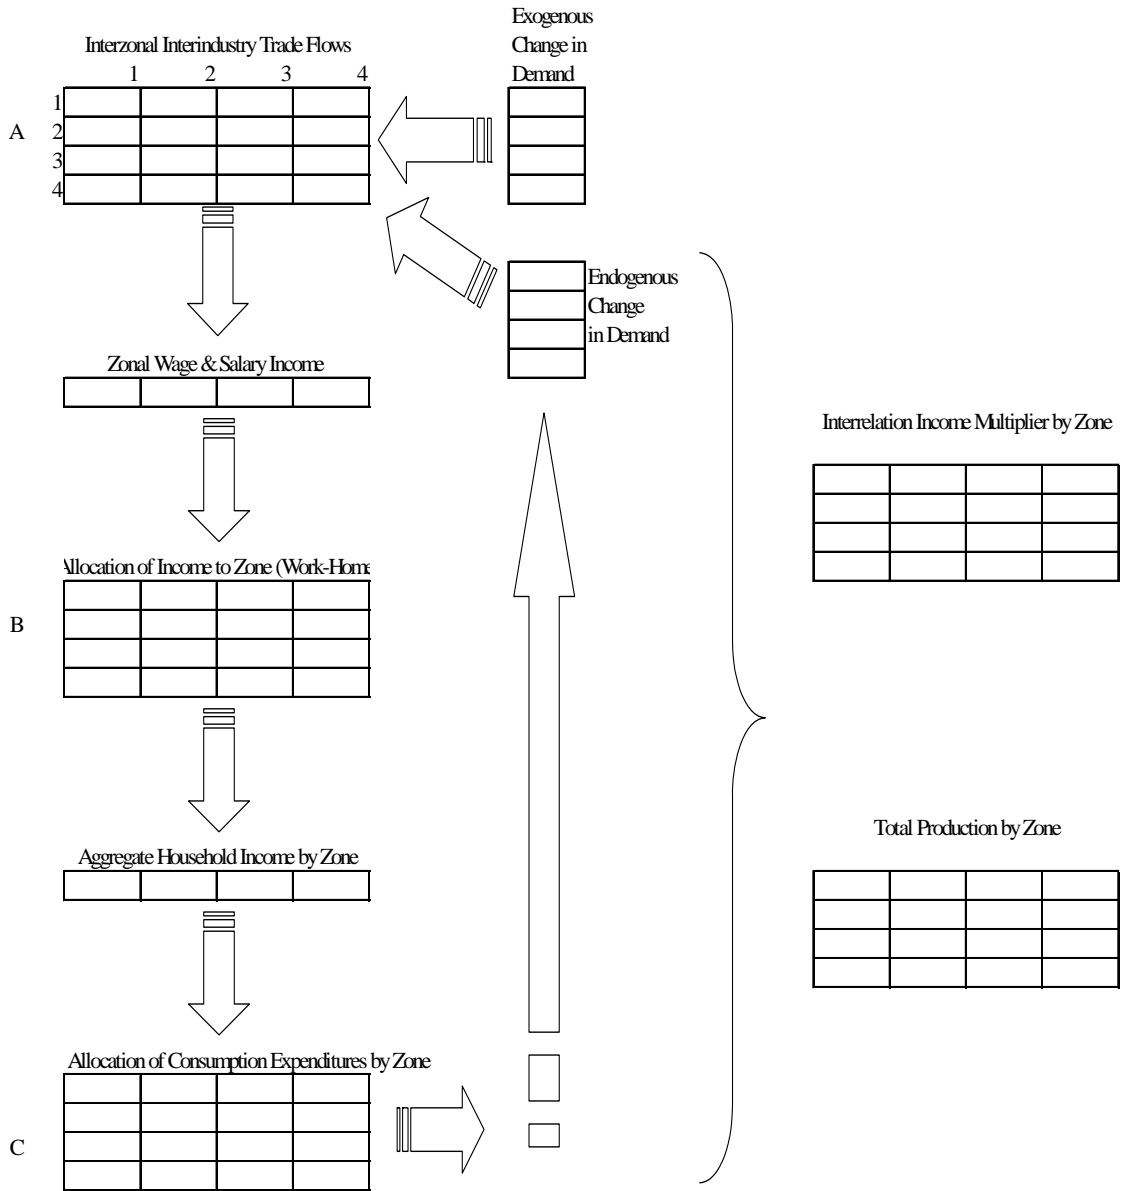 Exogenous
Change in
Demand
Interzonal Interindustry Trade Flows
1 2 3 4
1
A 2
3
4
Endogenous
Change
in Demand
Zonal Wage & Salary Income
Interrelation Income Multiplier by Zone
Allocation of Income to Zone (Work-Home
B
Aggregate Household Income by Zone
Total Production by Zone
Allocation of Consumption Expenditures by Zone
C